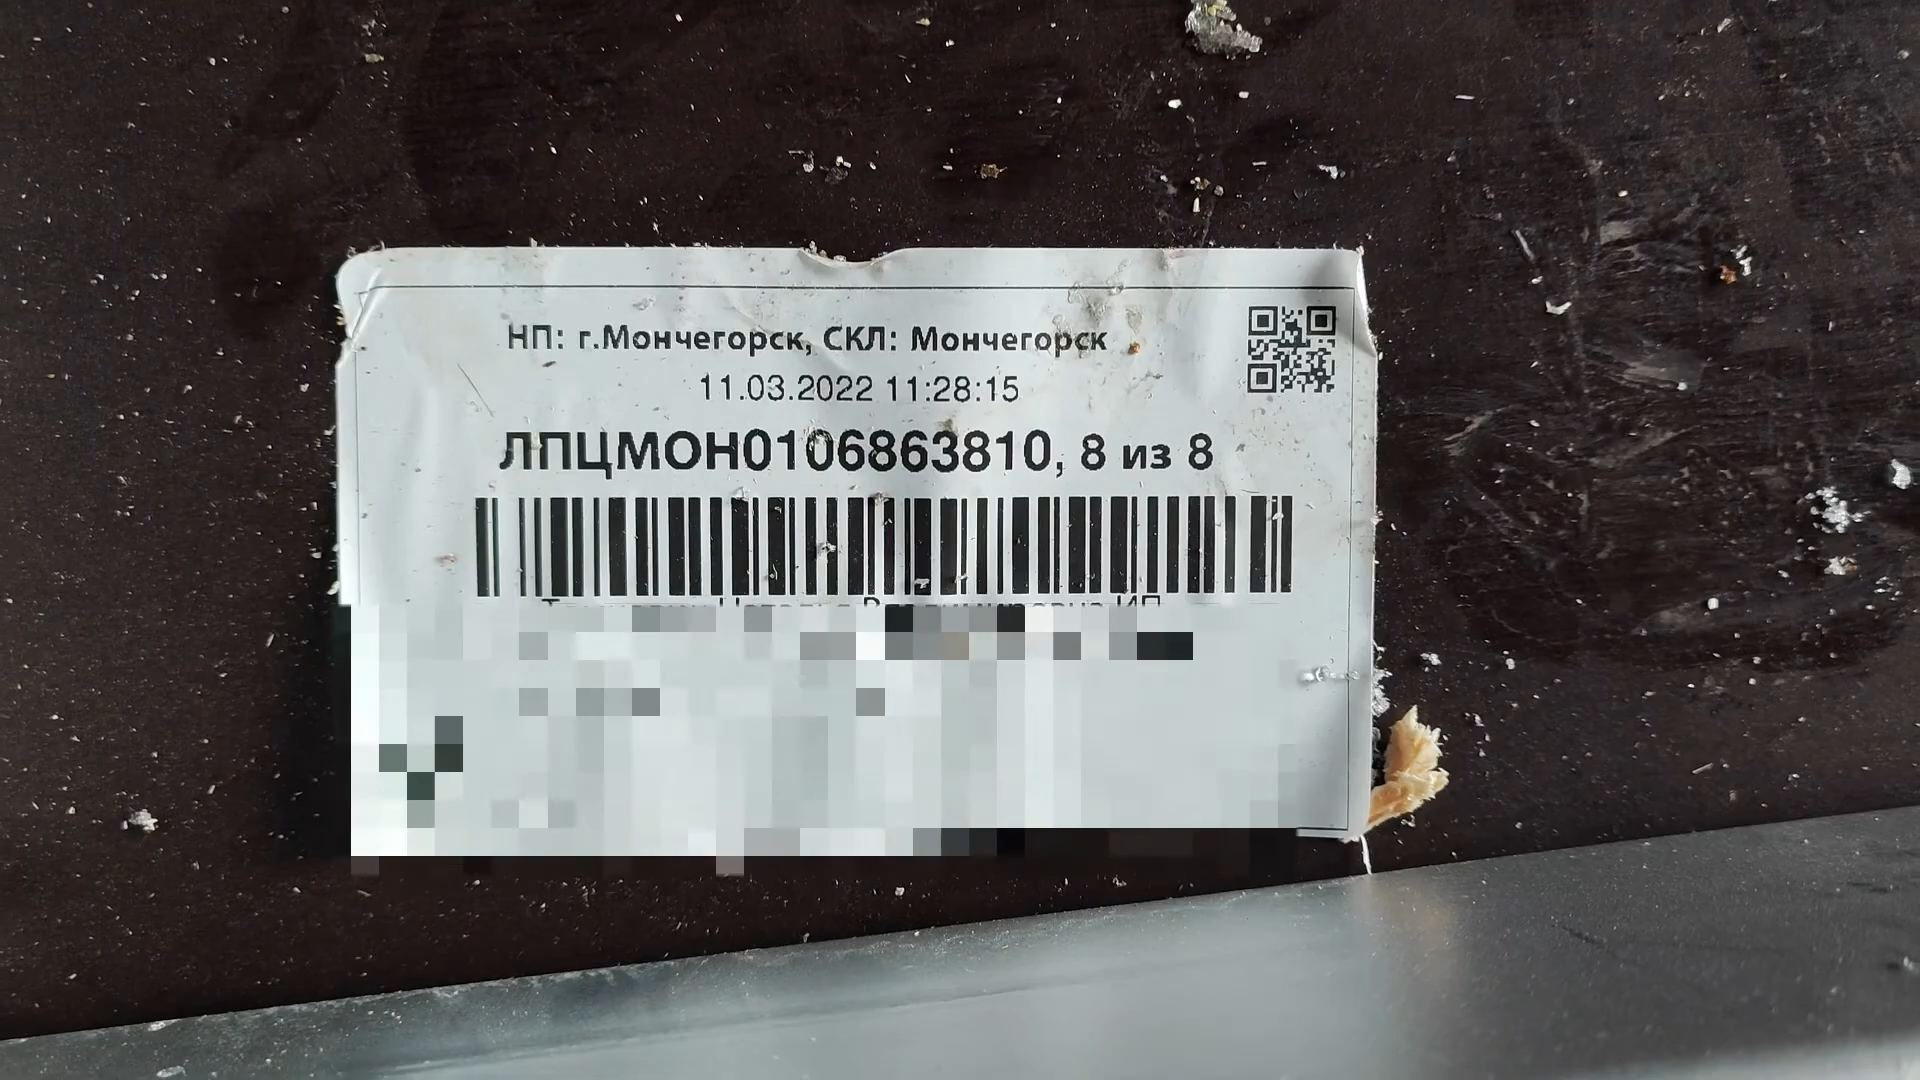 НП: г.Мончегорск, СКЛ: Мончегорск
11.03.2022 11:28:15
ЛПЦМОН0106863810, 8 из 8